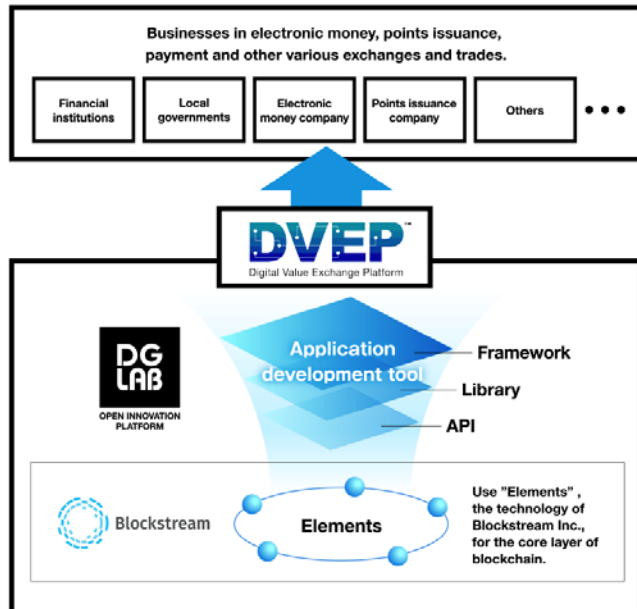 Businesses in electronic money, points issuance,
payment and other various exchanges and trades.
Financial
institutions
Local
governments
Electronic
money company
Points issuance
company
Others
DVEP™
Digital Value Exchange Platform
DG
LAB
OPEN INNOVATION
PLATFORM
Application
development tool
Framework
Library
API
Blockstream
Elements
Use "Elements" ,
the technology of
Blockstream Inc.,
for the core layer of
blockchain.